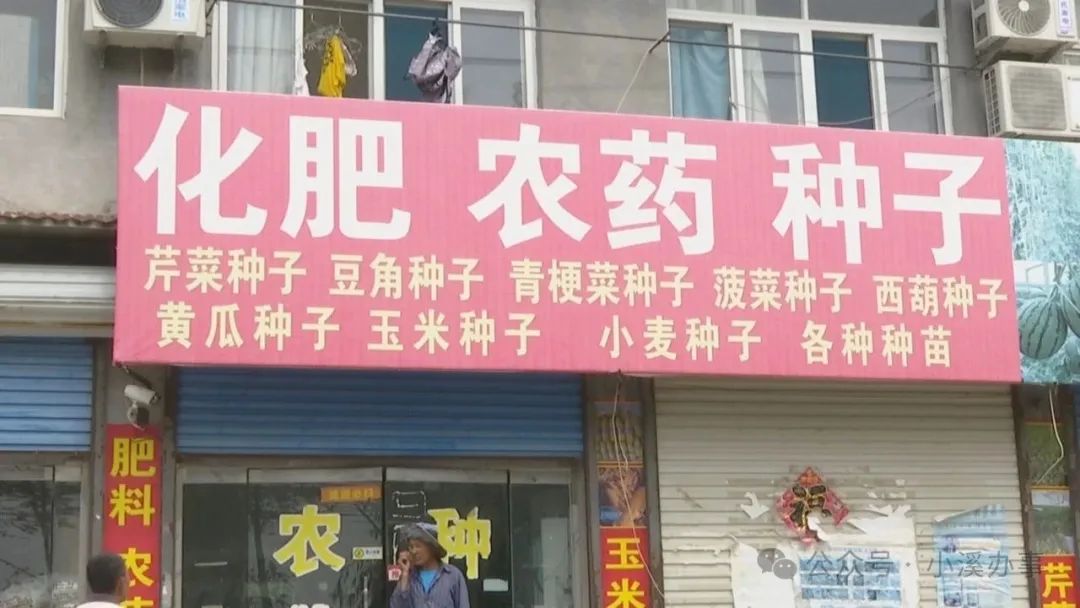 化肥 农药 种子
芹菜种子 豆角种子 青梗菜种子 菠菜种子 西葫种子
黄瓜种子 玉米种子 小麦种子 各种种苗
肥料 农
农 种
玉米
芹
公众号 · 小溪办事